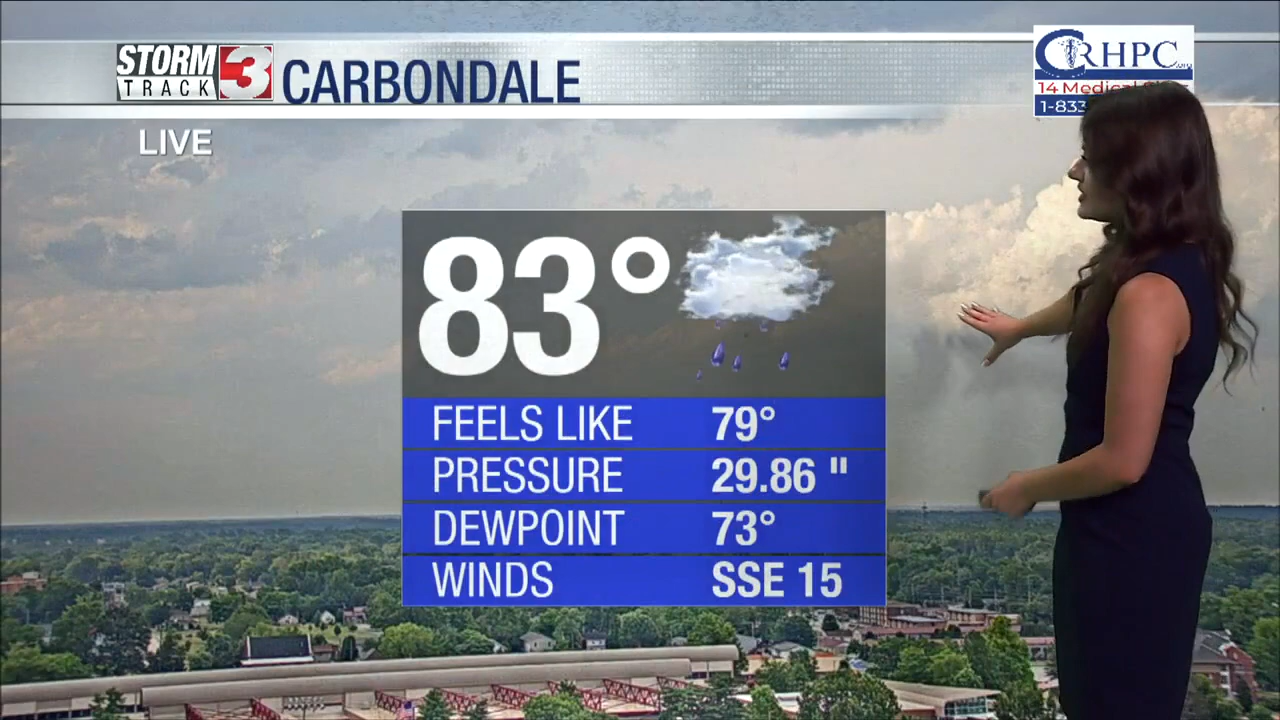 STORM
TRACK
3
CARBONDALE
LIVE
CRHPC
14 Medical
1-833
83°
FEELS LIKE 79°
PRESSURE 29.86 "
DEWPOINT 73°
WINDS SSE 15